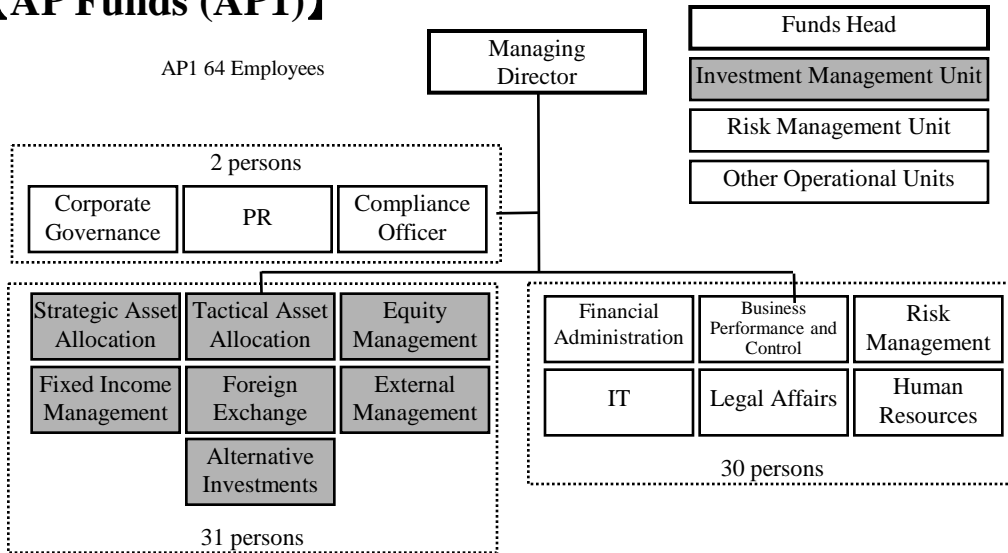 【AP Funds (AP1)】
AP1 64 Employees
Managing
Director
Funds Head
Investment Management Unit
Risk Management Unit
Other Operational Units
2 persons
Corporate
Governance
PR
Compliance
Officer
Strategic Asset
Allocation
Tactical Asset
Allocation
Equity
Management
Fixed Income
Management
Foreign
Exchange
External
Management
Alternative
Investments
31 persons
Financial
Administration
Business
Performance and
Control
Risk
Management
IT
Legal Affairs
Human
Resources
30 persons